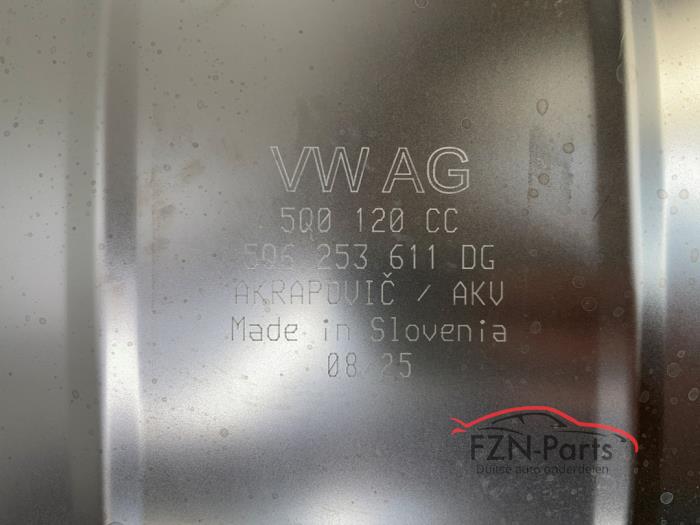 VW AG
5Q0 120 CC
5Q6 253 611 DG
AKRAPOVIČ / AKV
Made in Slovenia
08/25
FZN-Parts
Duitse auto onderdelen